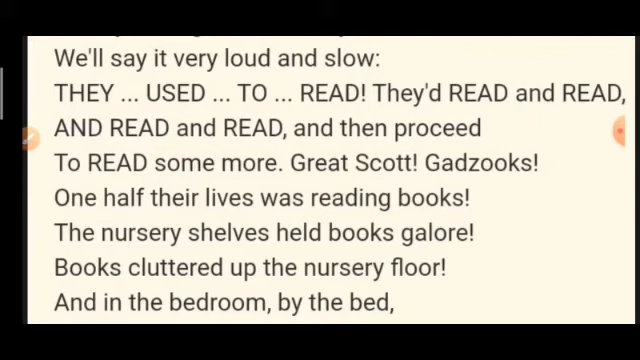 We'll say it very loud and slow:
THEY ... USED ... TO ... READ! They'd READ and READ,
AND READ and READ, and then proceed
To READ some more. Great Scott! Gadzooks!
One half their lives was reading books!
The nursery shelves held books galore!
Books cluttered up the nursery floor!
And in the bedroom, by the bed,